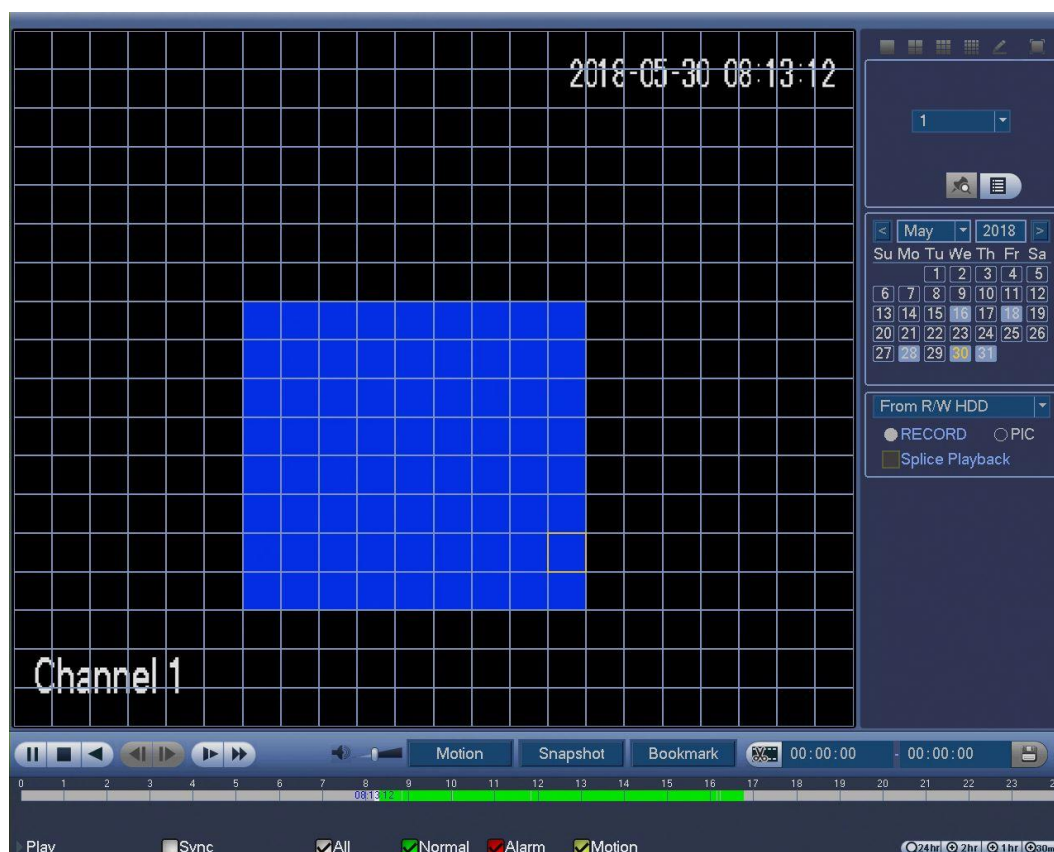 2018-05-30 08:13:12
1
< May 2018 >
Su Mo Tu We Th Fr Sa
1 2 3 4 5
6 7 8 9 10 11 12
13 14 15 16 17 18 19
20 21 22 23 24 25 26
27 28 29 30 31
From R/W HDD
RECORD PIC
Splice Playback
Channel 1
Motion Snapshot Bookmark 00:00:00 - 00:00:00
0 1 2 3 4 5 6 7 8 9 10 11 12 13 14 15 16 17 18 19 20 21 22 23 2
08:13:12
Play Sync All Normal Alarm Motion 24hr 2hr 1hr 30m